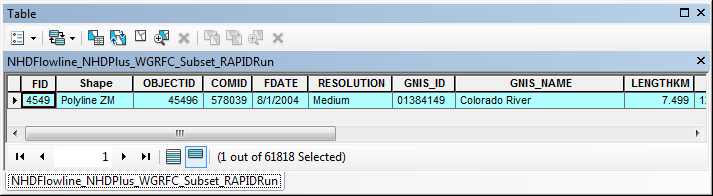 Table
NHDFlowline_NHDPlus_WGRFC_Subset_RAPIDRun
FID Shape OBJECTID COMID FDATE RESOLUTION GNIS_ID GNIS_NAME LENGTHKM
4549 Polyline ZM 45496 578039 8/1/2004 Medium 01384149 Colorado River 7.499
1 (1 out of 61818 Selected)
NHDFlowline_NHDPlus_WGRFC_Subset_RAPIDRun